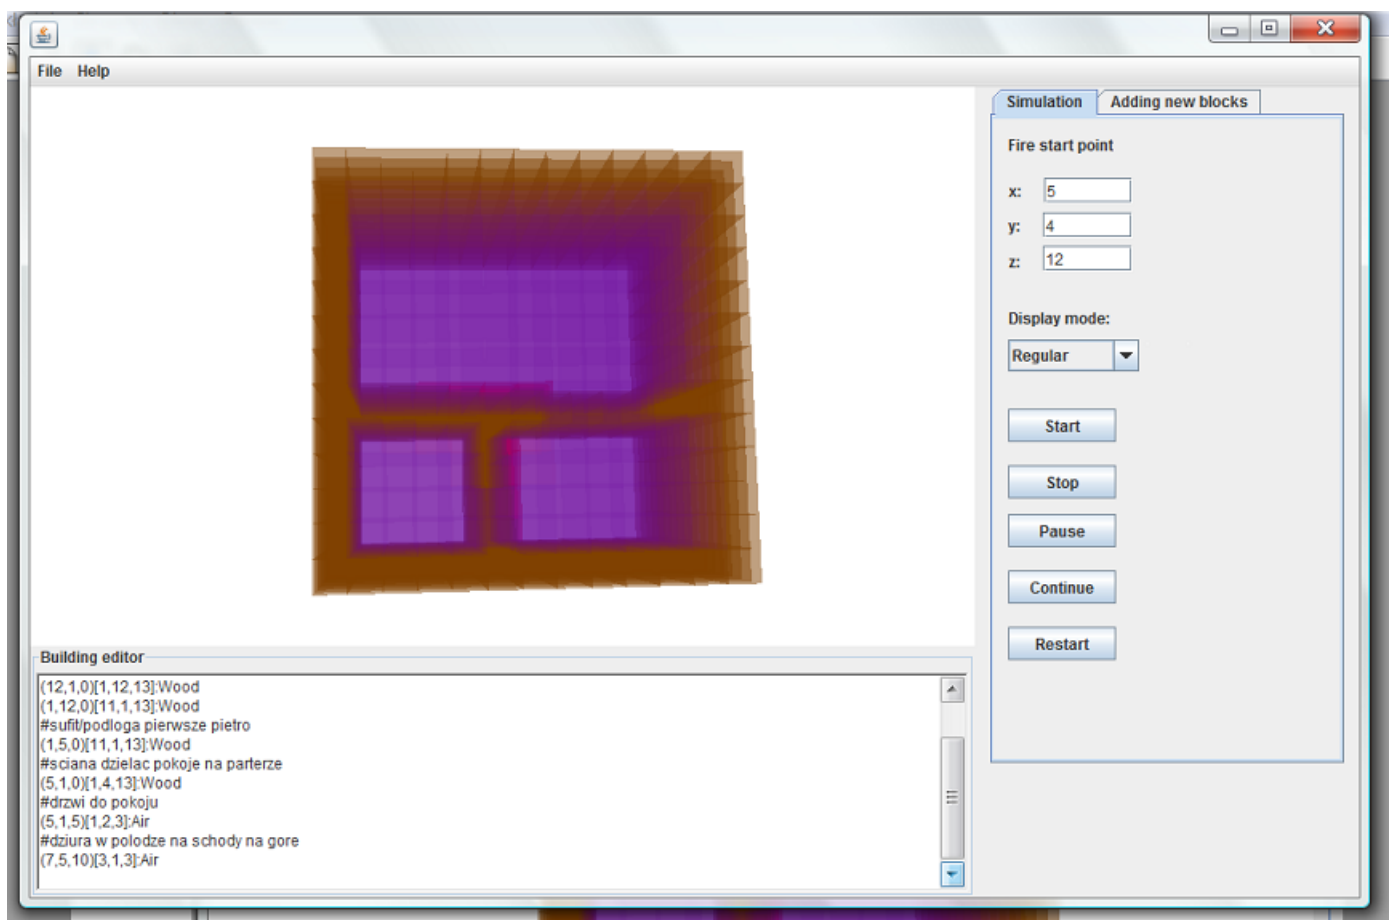 File Help
Simulation Adding new blocks
Fire start point
x: 5
y: 4
z: 12
Display mode:
Regular
Start
Stop
Pause
Continue
Restart
Building editor
(12,1,0)[1,12,13]:Wood
(1,12,0)[11,1,13]:Wood
#sufit/podloga pierwsze pietro
(1,5,0)[11,1,13]:Wood
#sciana dzielac pokoje na parterze
(5,1,0)[1,4,13]:Wood
#drzwi do pokoju
(5,1,5)[1,2,3]:Air
#dziura w polodze na schody na gore
(7,5,10)[3,1,3]:Air